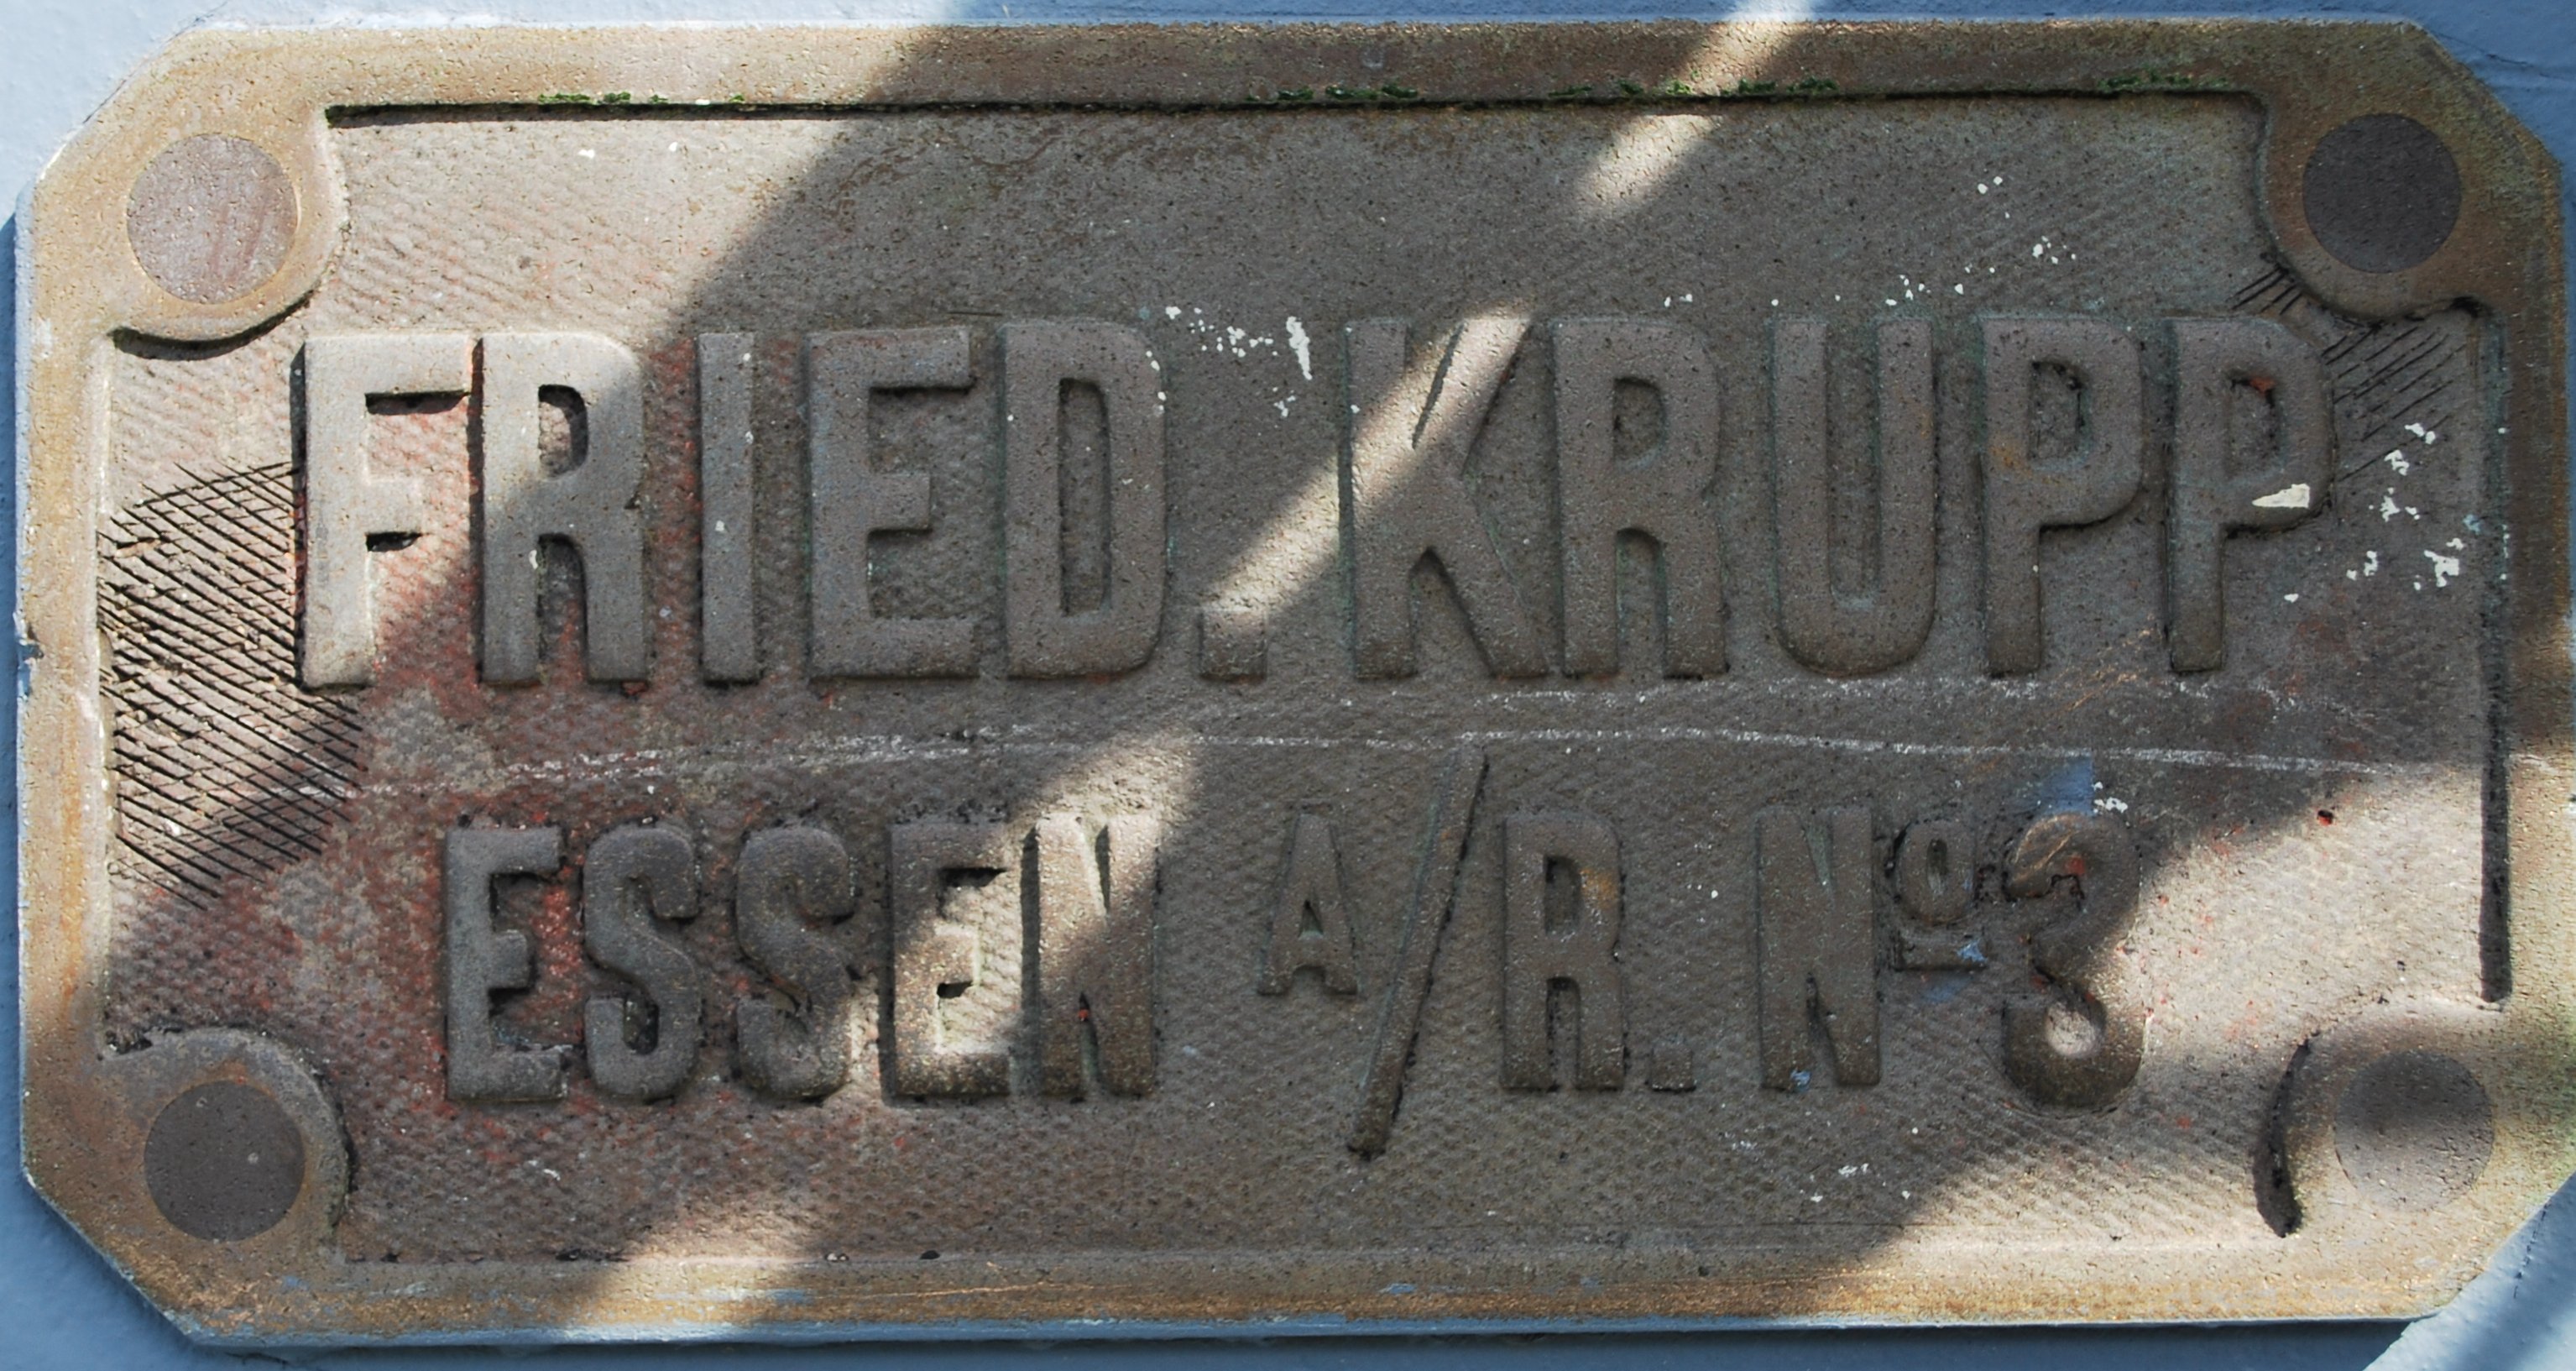 FRIED. KRUPP
ESSEN A/R. Nº 3